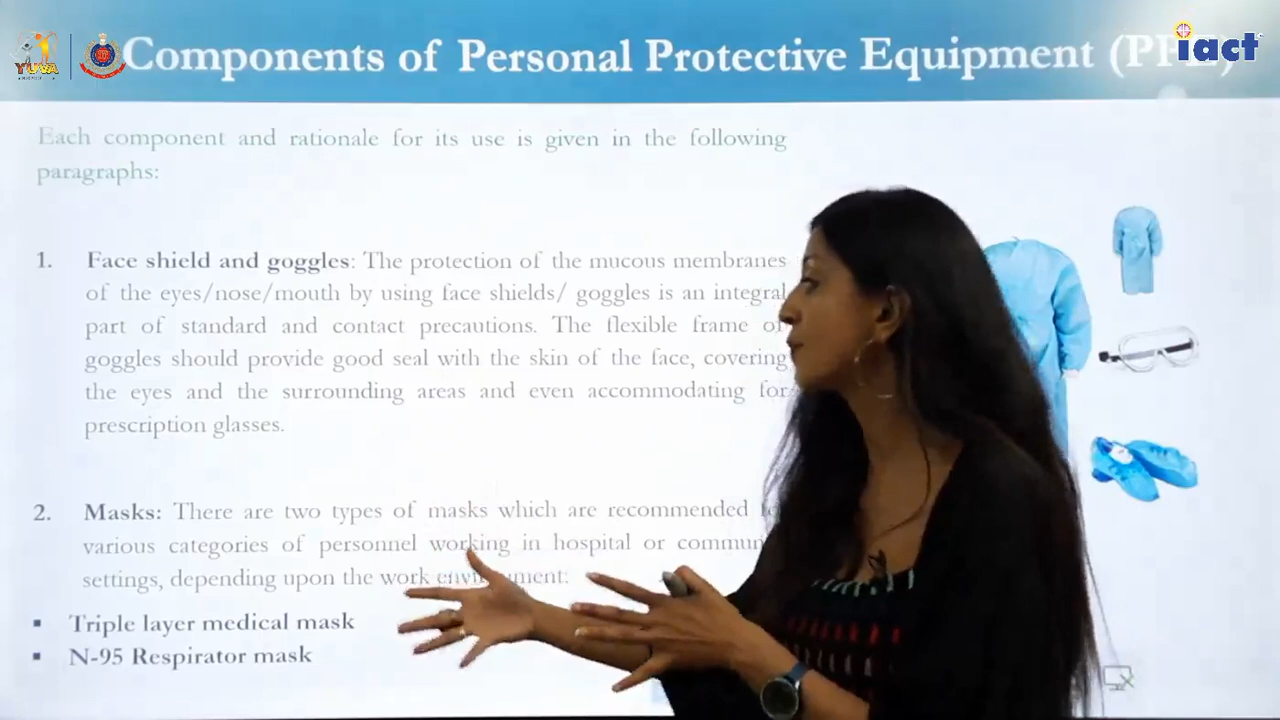 YUVA
iact
Components of Personal Protective Equipment (PPE)
Each component and rationale for its use is given in the following
paragraphs:
1. Face shield and goggles: The protection of the mucous membranes
of the eyes/nose/mouth by using face shields/ goggles is an integral
part of standard and contact precautions. The flexible frame of
goggles should provide good seal with the skin of the face, covering
the eyes and the surrounding areas and even accommodating for
prescription glasses.
2. Masks: There are two types of masks which are recommended
various categories of personnel working in hospital or
settings, depending upon the work environment:
▪ Triple layer medical mask
▪ N-95 Respirator mask